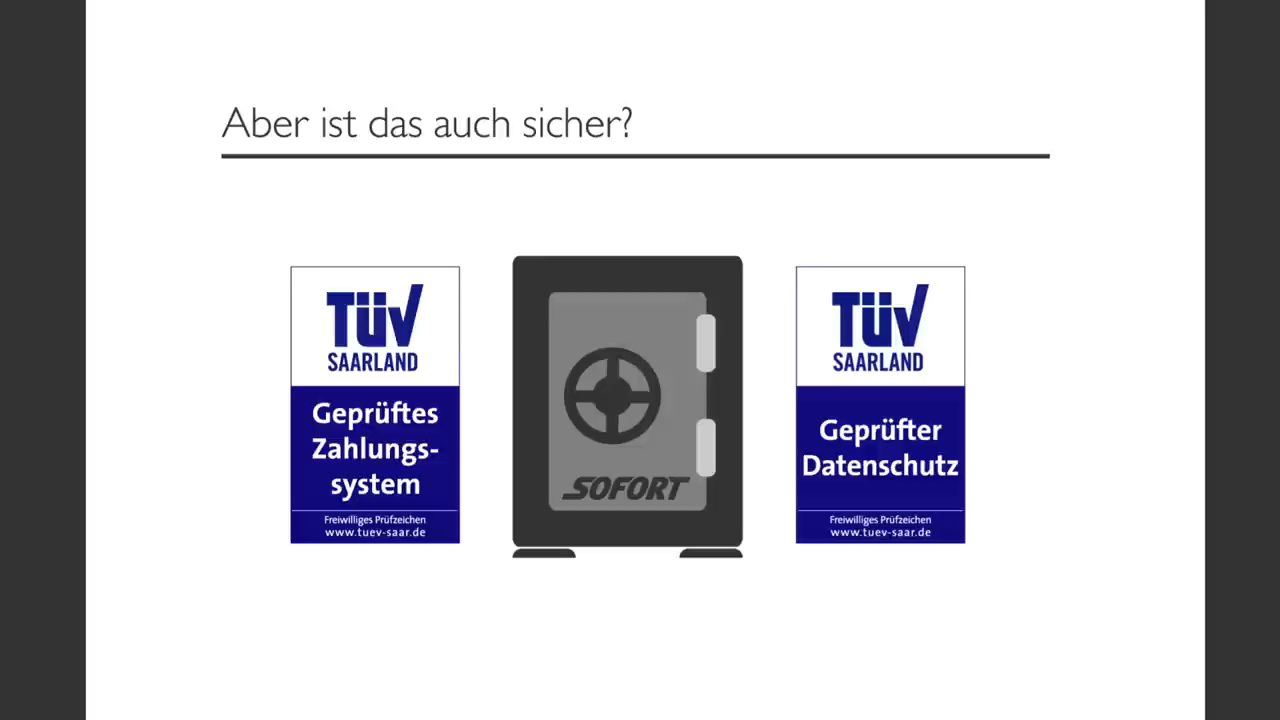 Aber ist das auch sicher?
TÜV
SAARLAND
Geprüftes
Zahlungs-
system
Freiwilliges Prüfzeichen
www.tuev-saar.de
SOFORT
TÜV
SAARLAND
Geprüfter
Datenschutz
Freiwilliges Prüfzeichen
www.tuev-saar.de